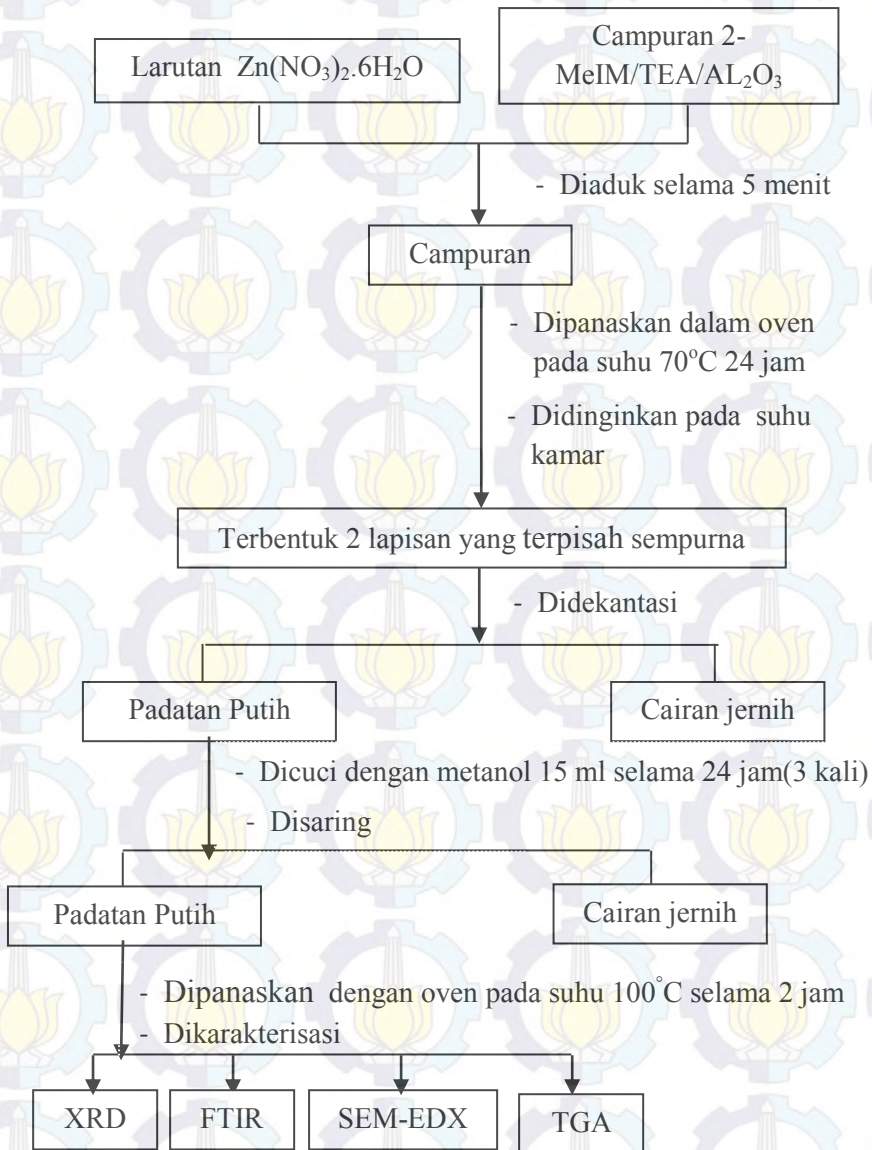 Larutan Zn(NO₃)₂.6H₂O
Campuran 2-
MeIM/TEA/AL₂O₃
- Diaduk selama 5 menit
Campuran
- Dipanaskan dalam oven
pada suhu 70°C 24 jam
- Didinginkan pada suhu
kamar
Terbentuk 2 lapisan yang terpisah sempurna
- Didekantasi
Padatan Putih
Cairan jernih
- Dicuci dengan metanol 15 ml selama 24 jam(3 kali)
- Disaring
Padatan Putih
Cairan jernih
- Dipanaskan dengan oven pada suhu 100°C selama 2 jam
- Dikarakterisasi
XRD
FTIR
SEM-EDX
TGA